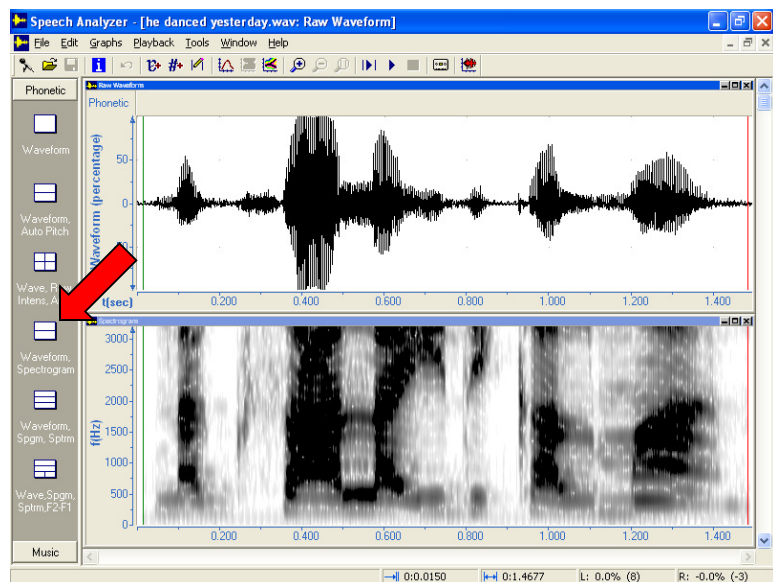 Speech Analyzer - [he danced yesterday.wav: Raw Waveform]
File Edit Graphs Playback Tools Window Help
Phonetic
Waveform
Waveform,
Auto Pitch
Wave, Raw
Intens,
Waveform,
Spectrogram
Waveform,
Spgm, Sptrm
Wave,Spgm,
Sptrm,F2-F1
Music
Raw Waveform
Phonetic
Waveform (percentage)
50
0
50
t(sec)
0.200 0.400 0.600 0.800 1.000 1.200 1.400
Spectrogram
f(Hz)
3000
2500
2000
1500
1000
500
0
0.200 0.400 0.600 0.800 1.000 1.200 1.400
0:0.0150 0:1.4677 L: 0.0% (8) R: -0.0% (-3)